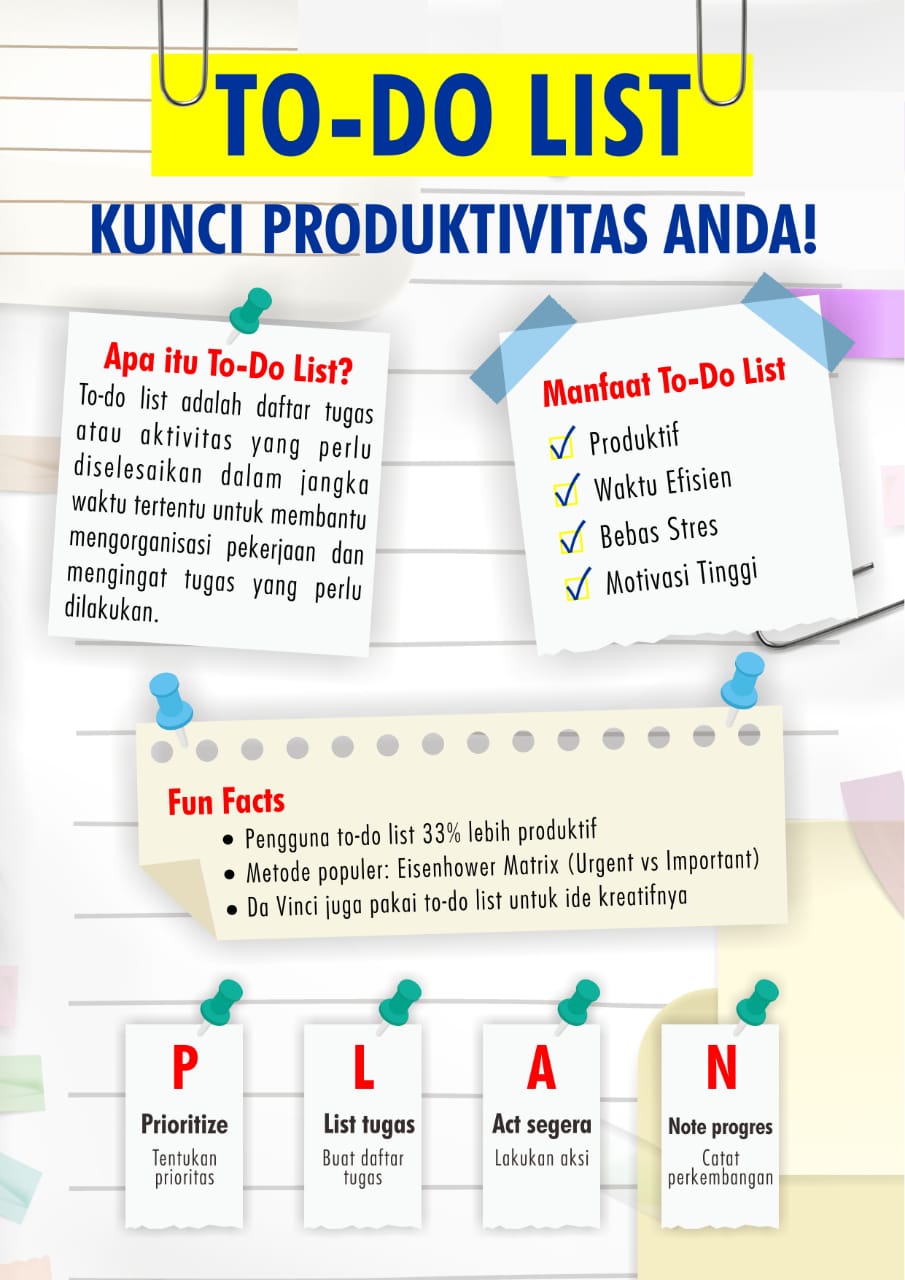 TO-DO LIST
KUNCI PRODUKTIVITAS ANDA!
Apa itu To-Do List?
To-do list adalah daftar tugas
atau aktivitas yang perlu
diselesaikan dalam jangka
waktu tertentu untuk membantu
mengorganisasi pekerjaan dan
mengingat tugas yang perlu
dilakukan.
Manfaat To-Do List
Produktif
Waktu Efisien
Bebas Stres
Motivasi Tinggi
Fun Facts
• Pengguna to-do list 33% lebih produktif
• Metode populer: Eisenhower Matrix (Urgent vs Important)
• Da Vinci juga pakai to-do list untuk ide kreatifnya
P
Prioritize
Tentukan
prioritas
L
List tugas
Buat daftar
tugas
A
Act segera
Lakukan aksi
N
Note progres
Catat
perkembangan